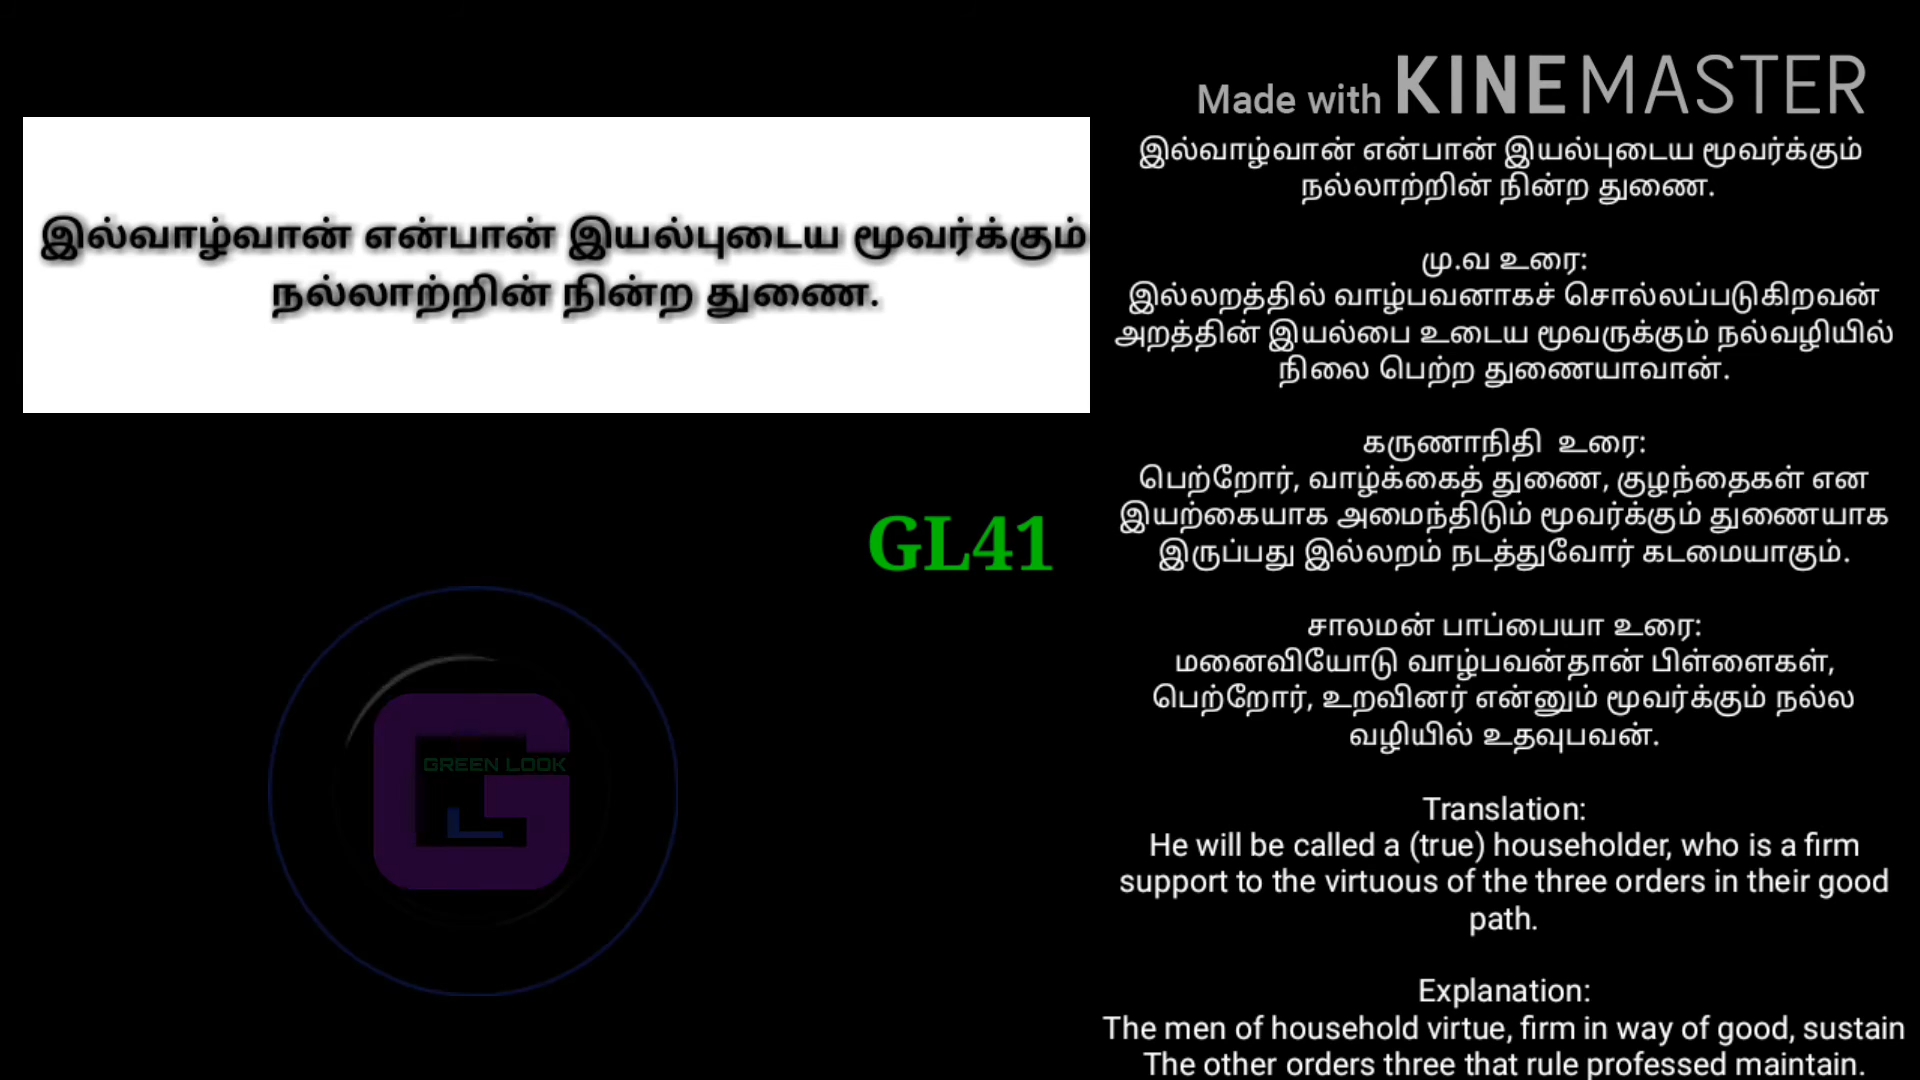 இல்வாழ்வான் என்பான் இயல்புடைய மூவர்க்கும்
நல்லாற்றின் நின்ற துணை.
GL41
GREEN LOOK
Made with KINEMASTER
இல்வாழ்வான் என்பான் இயல்புடைய மூவர்க்கும்
நல்லாற்றின் நின்ற துணை.
மு.வ உரை:
இல்லறத்தில் வாழ்பவனாகச் சொல்லப்படுகிறவன்
அறத்தின் இயல்பை உடைய மூவருக்கும் நல்வழியில்
நிலை பெற்ற துணையாவான்.
கருணாநிதி  உரை:
பெற்றோர், வாழ்க்கைத் துணை, குழந்தைகள் என
இயற்கையாக அமைந்திடும் மூவர்க்கும் துணையாக
இருப்பது இல்லறம் நடத்துவோர் கடமையாகும்.
சாலமன் பாப்பையா உரை:
மனைவியோடு வாழ்பவன்தான் பிள்ளைகள்,
பெற்றோர், உறவினர் என்னும் மூவர்க்கும் நல்ல
வழியில் உதவுபவன்.
Translation:
He will be called a (true) householder, who is a firm
support to the virtuous of the three orders in their good
path.
Explanation:
The men of household virtue, firm in way of good, sustain
The other orders three that rule professed maintain.